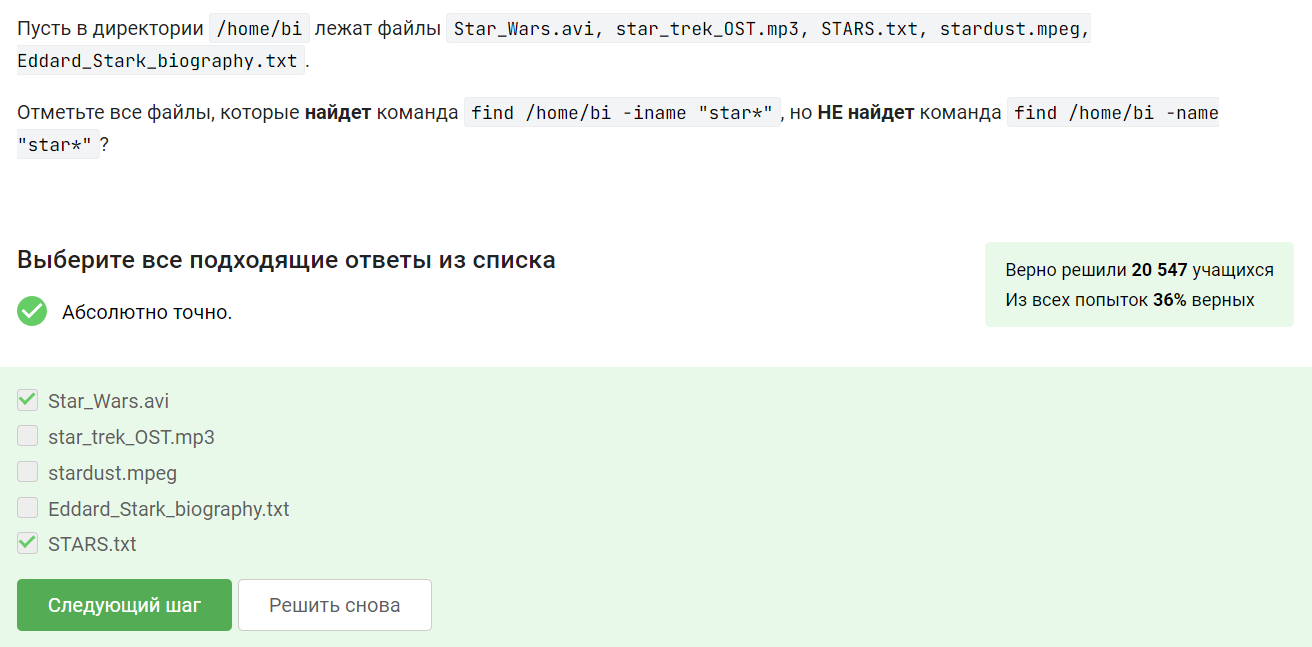 Пусть в директории /home/bi лежат файлы Star_Wars.avi, star_trek_OST.mp3, STARS.txt, stardust.mpeg,
Eddard_Stark_biography.txt.
Отметьте все файлы, которые найдет команда find /home/bi -iname "star*", но НЕ найдет команда find /home/bi -name
"star*"?
Выберите все подходящие ответы из списка
Верно решили 20 547 учащихся
Из всех попыток 36% верных
Абсолютно точно.
Star_Wars.avi
star_trek_OST.mp3
stardust.mpeg
Eddard_Stark_biography.txt
STARS.txt
Следующий шаг
Решить снова